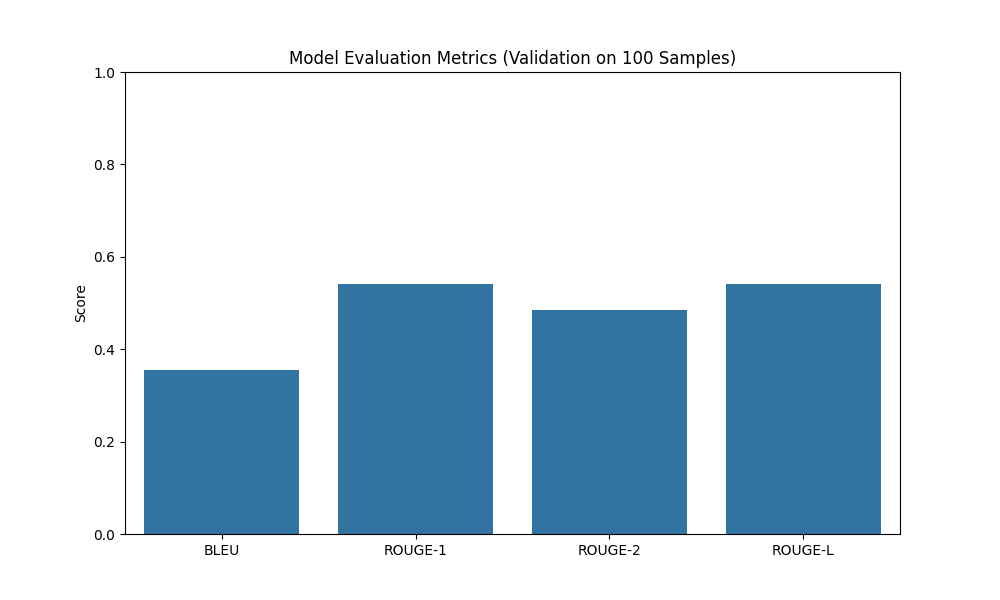 Model Evaluation Metrics (Validation on 100 Samples)
1.0
0.8
0.6
0.4
0.2
0.0
Score
BLEU ROUGE-1 ROUGE-2 ROUGE-L